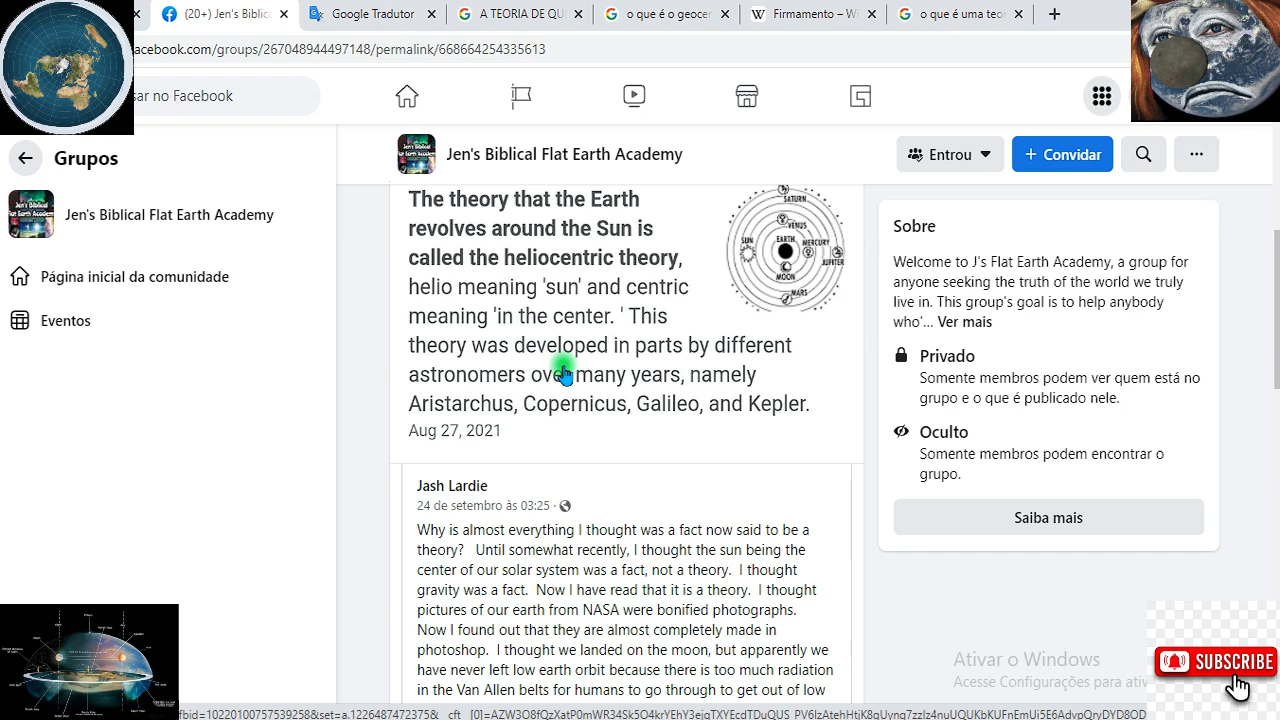 (20+) Jen's Biblica
Google Tradutor
A TEORIA DE QU
o que é o geocer
Firmamento – Wi
o que é uma teo
acebook.com/groups/267048944497148/permalink/668664254335613
sar no Facebook
Grupos
Jen's Biblical Flat Earth Academy
Entrou
+ Convidar
Jen's Biblical Flat Earth Academy
Página inicial da comunidade
Eventos
The theory that the Earth
revolves around the Sun is
called the heliocentric theory,
helio meaning 'sun' and centric
meaning 'in the center. ' This
theory was developed in parts by different
astronomers over many years, namely
Aristarchus, Copernicus, Galileo, and Kepler.
Aug 27, 2021
SATURN
VENUS
SUN
EARTH
MERCURY
JUPITER
MOON
MARS
Jash Lardie
24 de setembro às 03:25 ·
Why is almost everything I thought was a fact now said to be a
theory? Until somewhat recently, I thought the sun being the
center of our solar system was a fact, not a theory. I thought
gravity was a fact. Now I have read that it is a theory. I thought
pictures of our earth from NASA were bonified photographs.
Now I found out that they are almost completely made in
photoshop. I thought we landed on the moon but apparently we
have never left low earth orbit because there is too much radiation
in the Van Allen belts for humans to go through to get out of low
Sobre
Welcome to J's Flat Earth Academy, a group for
anyone seeking the truth of the world we truly
live in. This group's goal is to help anybody
who'... Ver mais
Privado
Somente membros podem ver quem está no
grupo e o que é publicado nele.
Oculto
Somente membros podem encontrar o
grupo.
Saiba mais
Ativar o Windows
Acesse Configurações para ativ
SUBSCRIBE